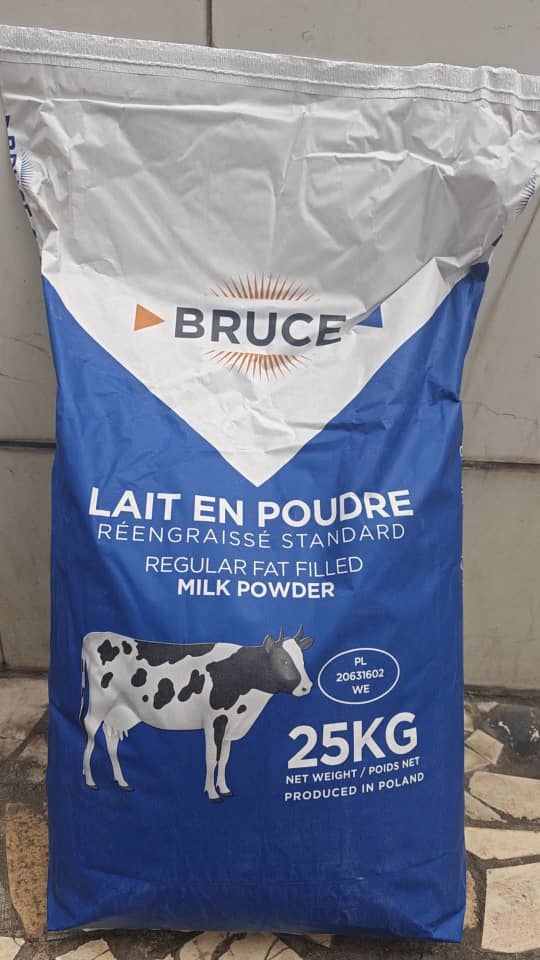 BRUCE
LAIT EN POUDRE
RÉENGRAISSÉ STANDARD
REGULAR FAT FILLED
MILK POWDER
PL
20631602
WE
25KG
NET WEIGHT / POIDS NET
PRODUCED IN POLAND